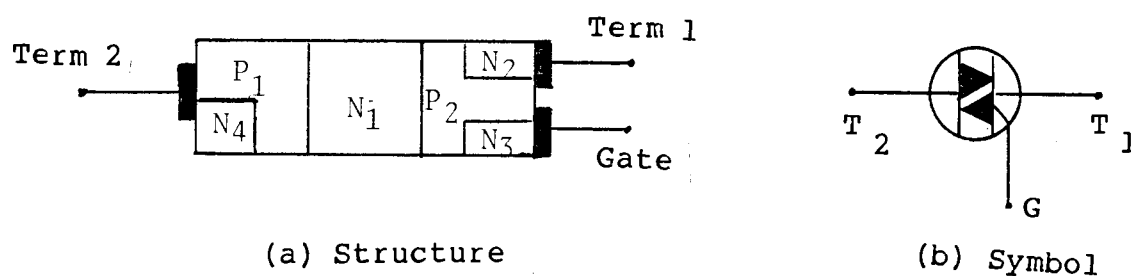 Term 2
Term 1
P1
N2
N1
P2
N4
N3
Gate
T2
T1
G
(a) Structure
(b) Symbol